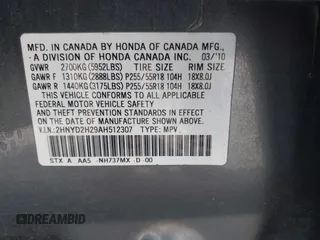 MFD. IN CANADA BY HONDA OF CANADA MFG.,
- A DIVISION OF HONDA CANADA INC. 03/'10
GVWR 2700KG(5952LBS) TIRE SIZE RIM SIZE
GAWR F 1310KG(2888LBS) P255/55R18 104H 18X8.0J
GAWR R 1440KG(3175LBS) P255/55R18 104H 18X8.0J
THIS VEHICLE CONFORMS TO ALL APPLICABLE
FEDERAL MOTOR VEHICLE SAFETY AND
THEFT PREVENTION STANDARDS IN EFFECT ON
THE DATE OF MANUFACTURE SHOWN ABOVE.
V.I.N.:2HNYD2H29AH512307 TYPE: MPV
STX A AA5 -NH737MX -D -00
AUTOBIDMASTER